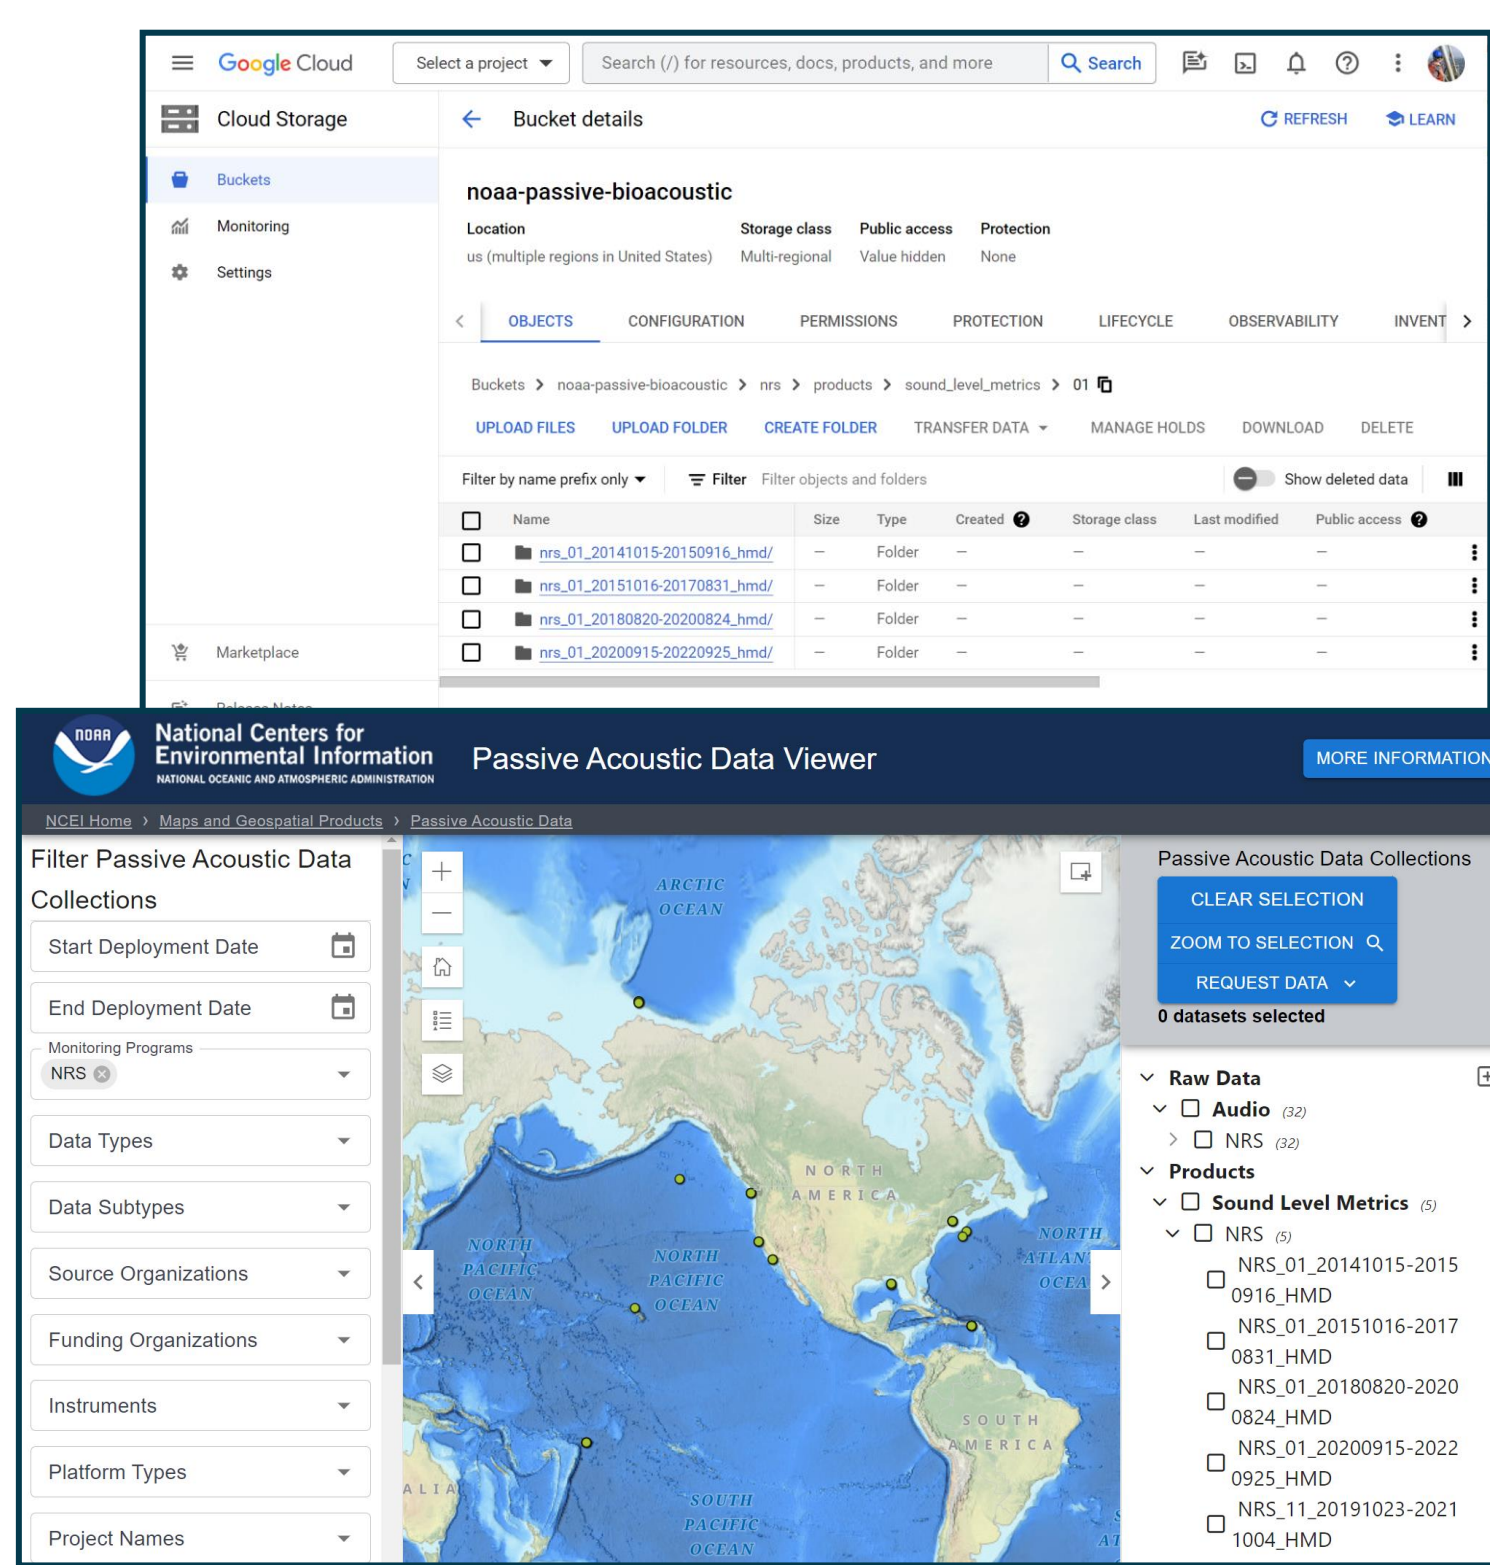 Google Cloud
Select a project
Search (/) for resources, docs, products, and more
Search
Cloud Storage
Bucket details
REFRESH
LEARN
Buckets
Monitoring
Settings
noaa-passive-bioacoustic
Location Storage class Public access Protection
us (multiple regions in United States) Multi-regional Value hidden None
OBJECTS CONFIGURATION PERMISSIONS PROTECTION LIFECYCLE OBSERVABILITY INVENT
Buckets > noaa-passive-bioacoustic > nrs > products > sound_level_metrics > 01
UPLOAD FILES UPLOAD FOLDER CREATE FOLDER TRANSFER DATA MANAGE HOLDS DOWNLOAD DELETE
Filter by name prefix only Filter Filter objects and folders Show deleted data
Name Size Type Created Storage class Last modified Public access
nrs_01_20141015-20150916_hmd/ — Folder — — — —
nrs_01_20151016-20170831_hmd/ — Folder — — — —
nrs_01_20180820-20200824_hmd/ — Folder — — — —
nrs_01_20200915-20220925_hmd/ — Folder — — — —
Marketplace
Release Notes
NOAA
National Centers for
Environmental Information
NATIONAL OCEANIC AND ATMOSPHERIC ADMINISTRATION
Passive Acoustic Data Viewer
MORE INFORMATION
NCEI Home > Maps and Geospatial Products > Passive Acoustic Data
Filter Passive Acoustic Data
Collections
Start Deployment Date
End Deployment Date
Monitoring Programs
NRS
Data Types
Data Subtypes
Source Organizations
Funding Organizations
Instruments
Platform Types
Project Names
ARCTIC
OCEAN
NORTH
AMERICA
NORTH
PACIFIC
OCEAN
NORTH
PACIFIC
OCEAN
NORTH
ATLAN
OCEA
SOUTH
AMERICA
ALIA
SOUTH
PACIFIC
OCEAN
S
AT
Passive Acoustic Data Collections
CLEAR SELECTION
ZOOM TO SELECTION
REQUEST DATA
0 datasets selected
Raw Data
Audio (32)
NRS (32)
Products
Sound Level Metrics (5)
NRS (5)
NRS_01_20141015-2015
0916_HMD
NRS_01_20151016-2017
0831_HMD
NRS_01_20180820-2020
0824_HMD
NRS_01_20200915-2022
0925_HMD
NRS_11_20191023-2021
1004_HMD